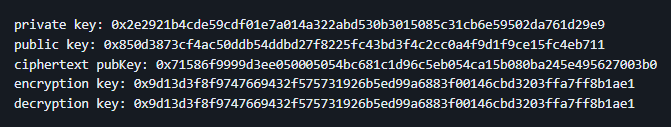 private key: 0x2e2921b4cde59cdf01e7a014a322abd530b3015085c31cb6e59502da761d29e9
public key: 0x850d3873cf4ac50ddb54ddbd27f8225fc43bd3f4c2cc0a4f9d1f9ce15fc4eb711
ciphertext pubKey: 0x71586f9999d3ee050005054bc681c1d96c5eb054ca15b080ba245e495627003b0
encryption key: 0x9d13d3f8f9747669432f575731926b5ed99a6883f00146cbd3203ffa7ff8b1ae1
decryption key: 0x9d13d3f8f9747669432f575731926b5ed99a6883f00146cbd3203ffa7ff8b1ae1